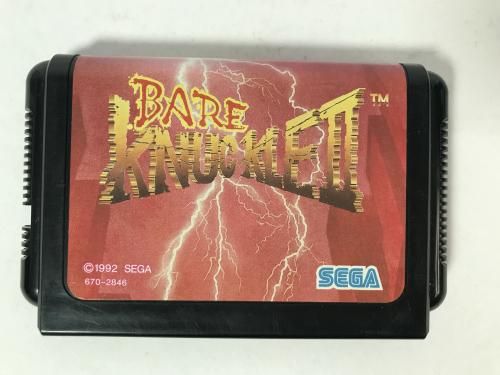 BARE
KNUCKLE II
TM
©1992 SEGA
670-2846
SEGA